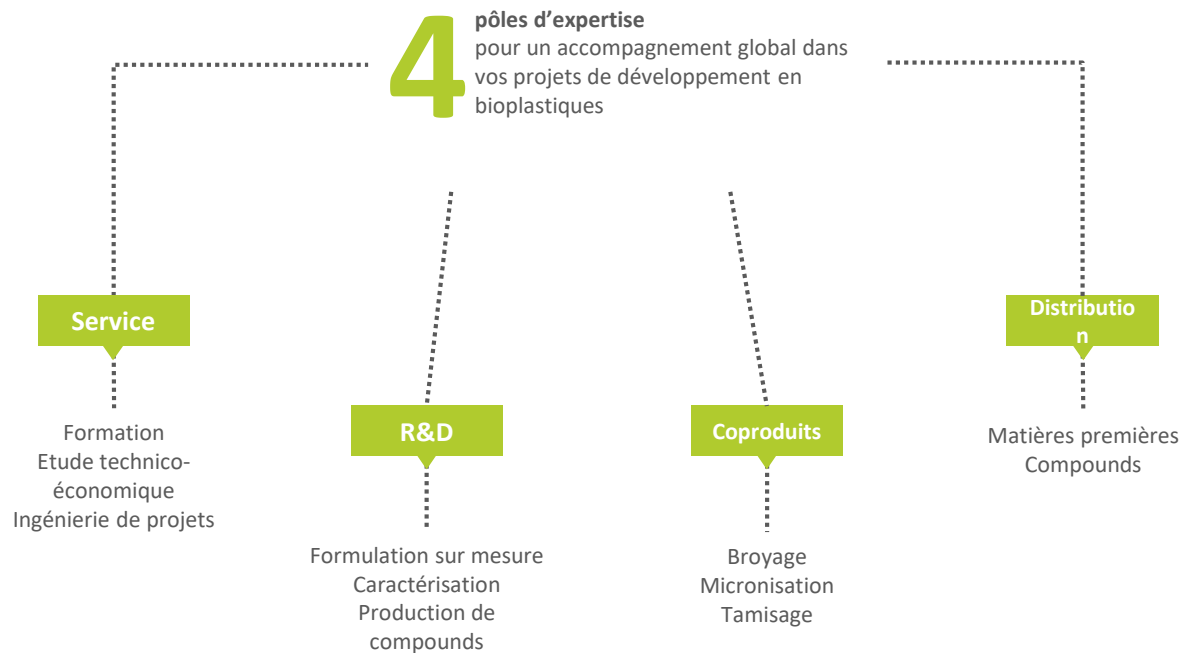 4
pôles d’expertise
pour un accompagnement global dans
vos projets de développement en
bioplastiques
Service
Formation
Etude technico-
économique
Ingénierie de projets
R&D
Formulation sur mesure
Caractérisation
Production de
compounds
Coproduits
Broyage
Micronisation
Tamisage
Distributio
n
Matières premières
Compounds